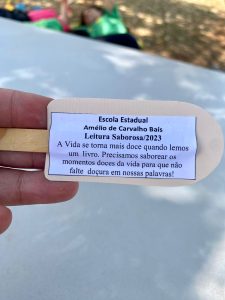 Escola Estadual
Amélio de Carvalho Bais
Leitura Saborosa/2023
A Vida se torna mais doce quando lemos
um livro. Precisamos saborear os
momentos doces da vida para que não
falte doçura em nossas palavras!